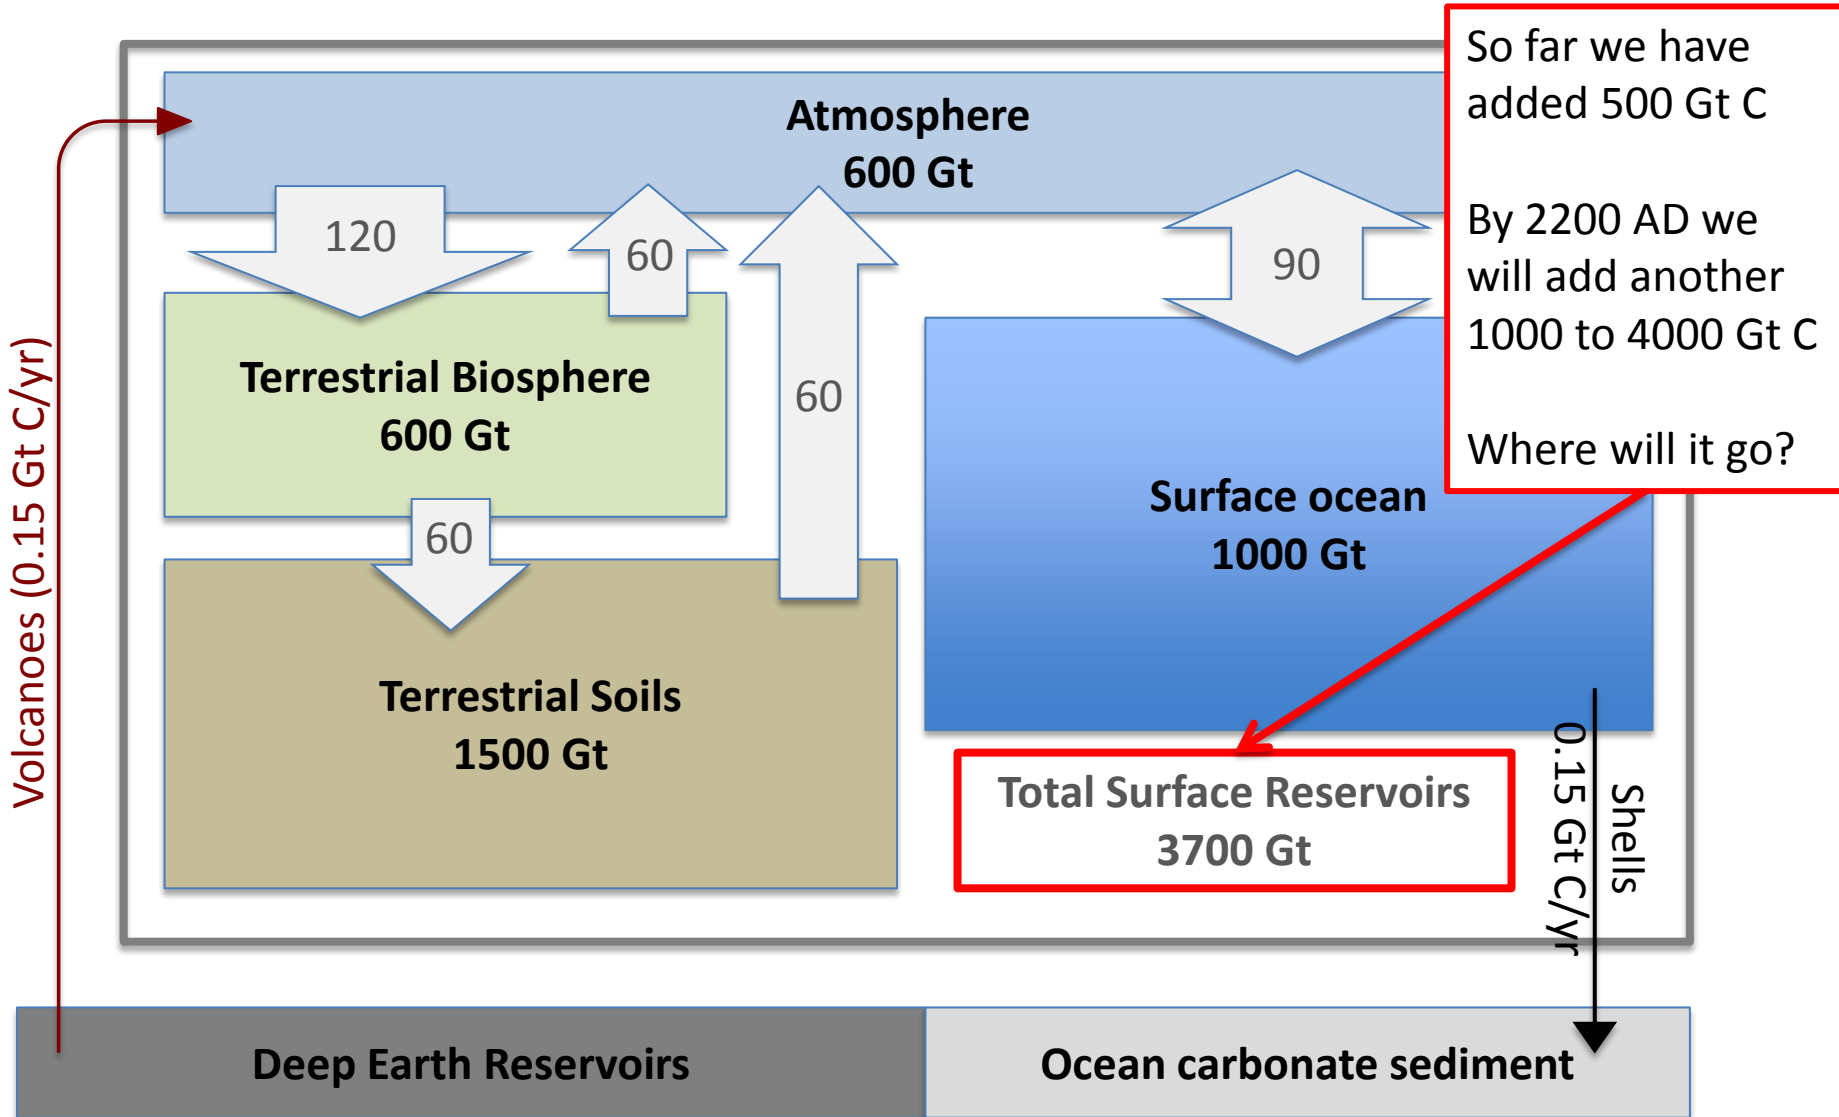 So far we have
added 500 Gt C
By 2200 AD we
will add another
1000 to 4000 Gt C
Where will it go?
Atmosphere
600 Gt
120
60
60
90
Terrestrial Biosphere
600 Gt
60
Surface ocean
1000 Gt
Terrestrial Soils
1500 Gt
Total Surface Reservoirs
3700 Gt
Volcanoes (0.15 Gt C/yr)
Shells
0.15 Gt C/yr
Deep Earth Reservoirs
Ocean carbonate sediment